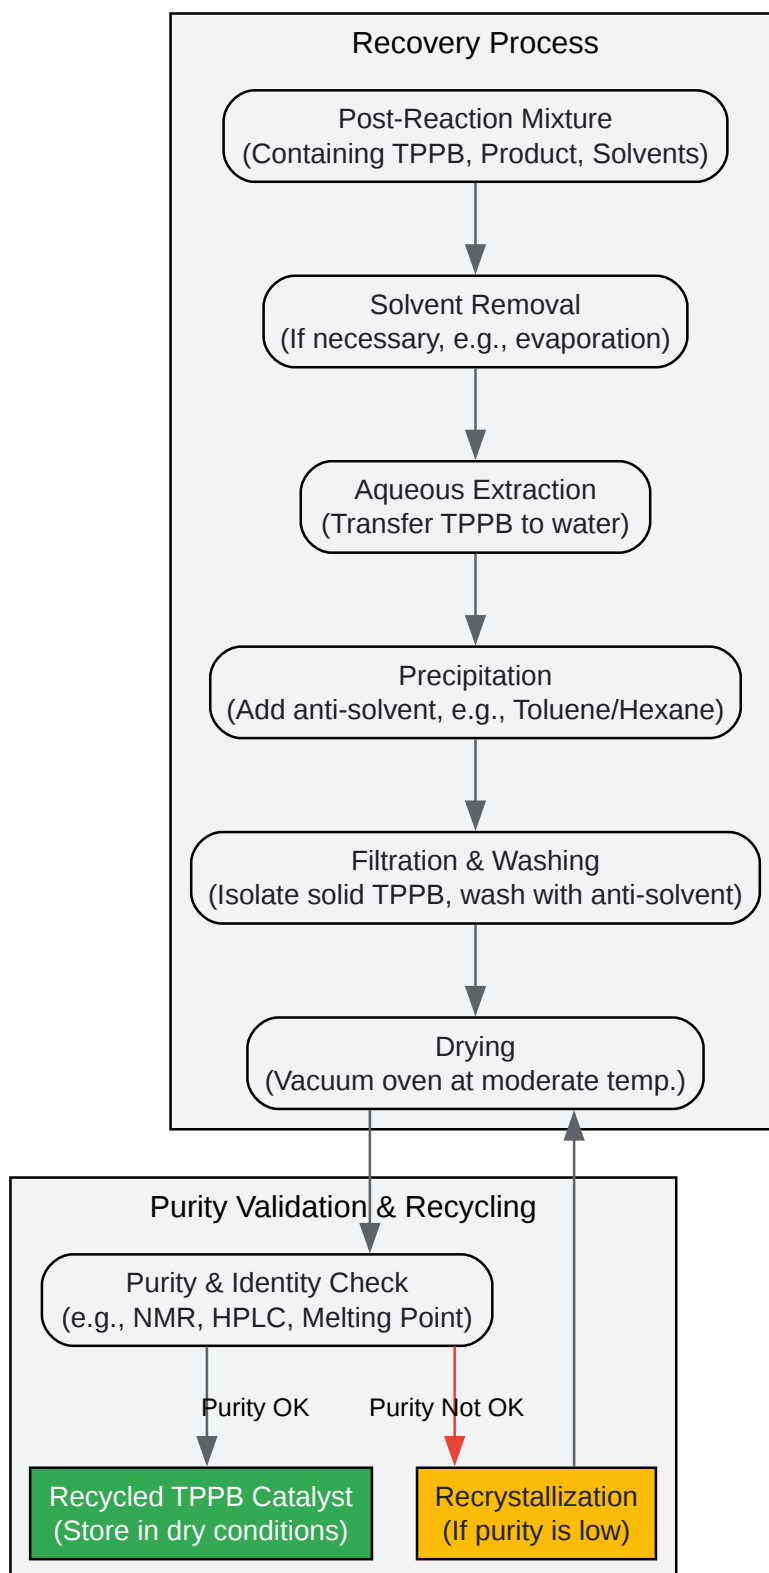 Recovery Process
Post-Reaction Mixture
(Containing TPPB, Product, Solvents)
Solvent Removal
(If necessary, e.g., evaporation)
Aqueous Extraction
(Transfer TPPB to water)
Precipitation
(Add anti-solvent, e.g., Toluene/Hexane)
Filtration & Washing
(Isolate solid TPPB, wash with anti-solvent)
Drying
(Vacuum oven at moderate temp.)
Purity Validation & Recycling
Purity & Identity Check
(e.g., NMR, HPLC, Melting Point)
Purity OK
Purity Not OK
Recycled TPPB Catalyst
(Store in dry conditions)
Recrystallization
(If purity is low)